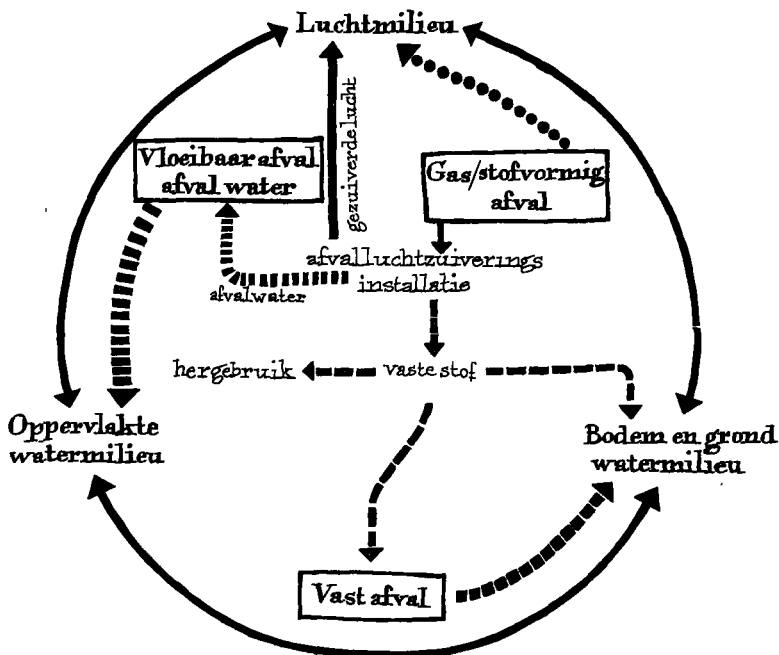 Luchtmilieu
gezuiverde lucht
Vloeibaar afval
afval water
Gas/stofvormig
afval
afvalluchtzuiverings
installatie
afvalwater
hergebruik
vaste stof
Oppervlakte
watermilieu
Bodem en grond
watermilieu
Vast afval